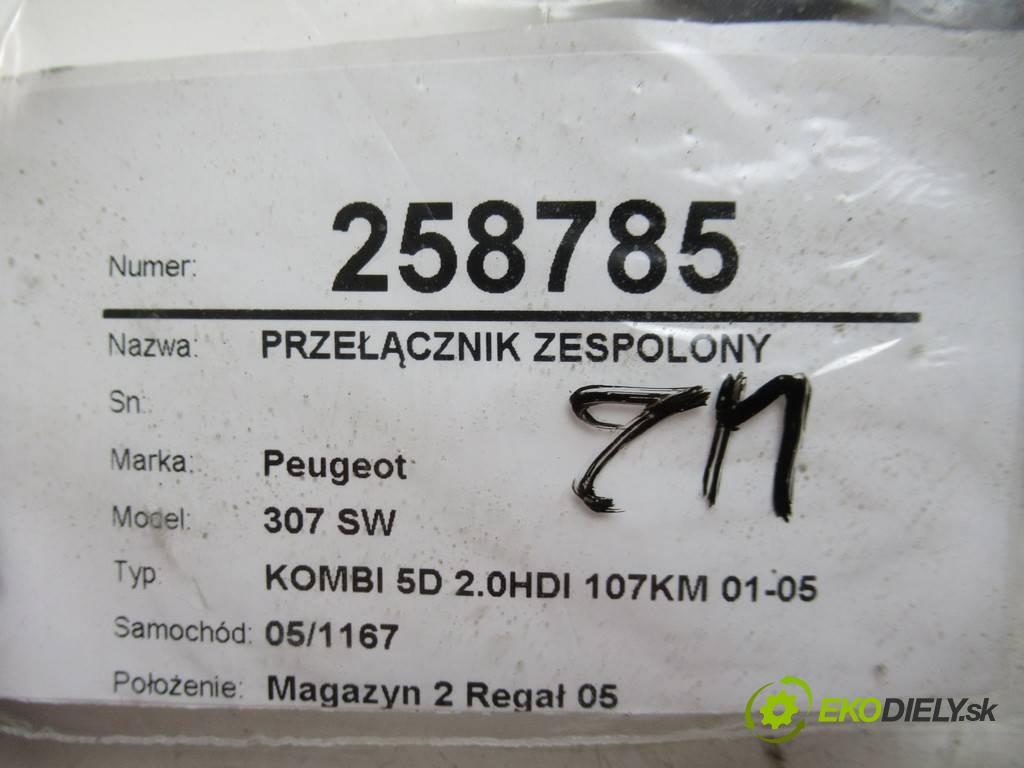 Numer: 258785
Nazwa: PRZEŁĄCZNIK ZESPOLONY
Sn:
Marka: Peugeot
Model: 307 SW
Typ: KOMBI 5D 2.0HDI 107KM 01-05
Samochód: 05/1167
Położenie: Magazyn 2 Regał 05
EKODIELY.sk